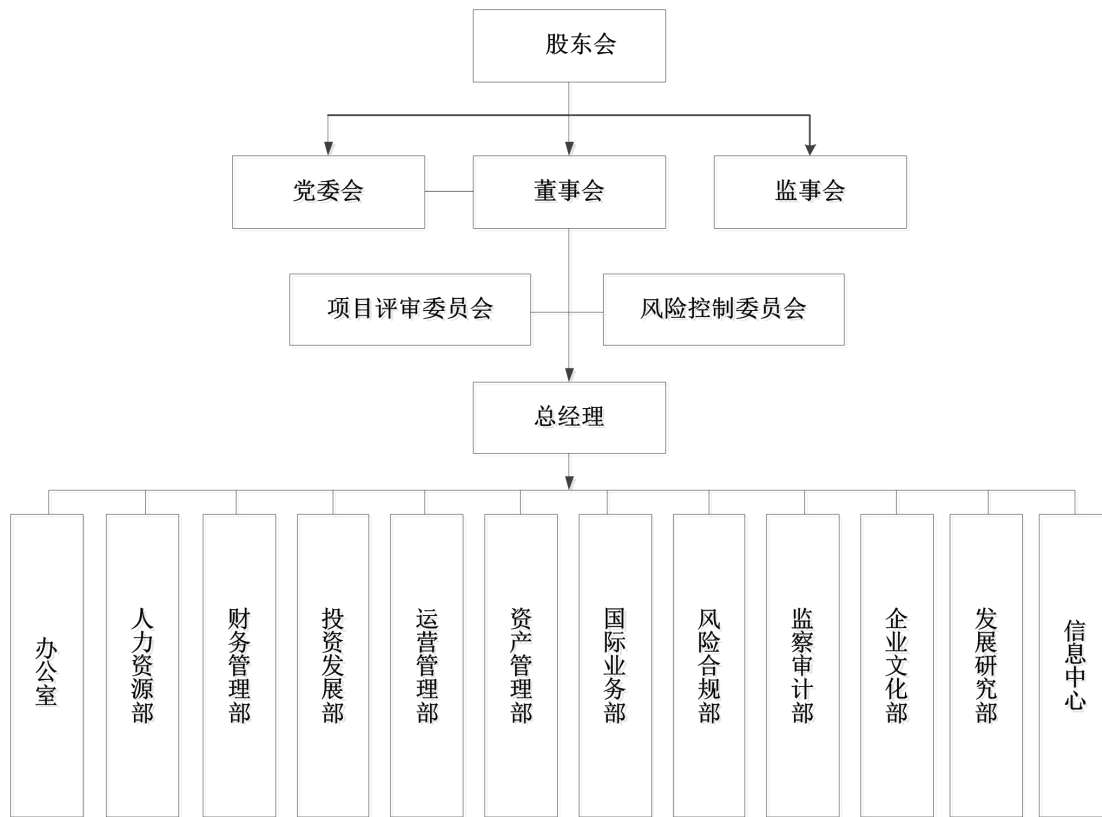 股东会
党委会
董事会
监事会
项目评审委员会
风险控制委员会
总经理
办公室
人力资源部
财务管理部
投资发展部
运营管理部
资产管理部
国际业务部
风险合规部
监察审计部
企业文化部
发展研究部
信息中心